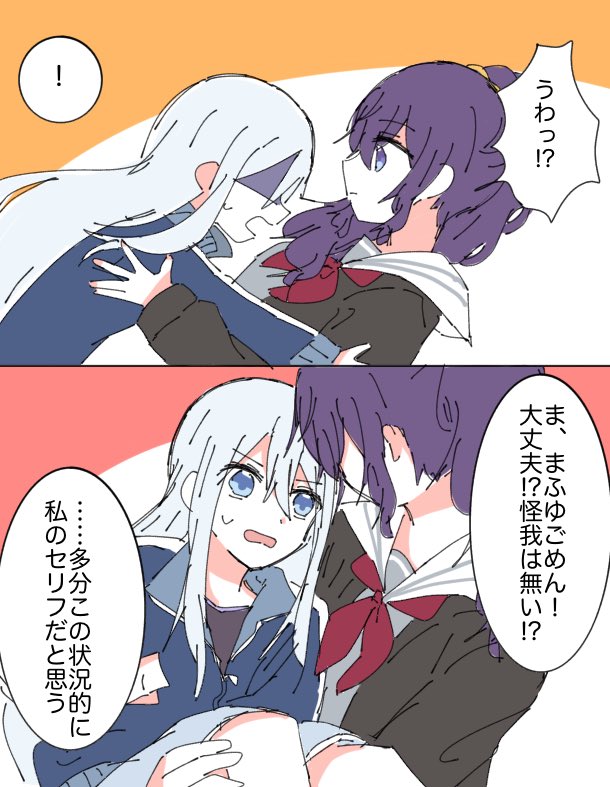 うわっ!?
！
ま、まふゆごめん！
大丈夫!?怪我は無い!?
……多分この状況的に
私のセリフだと思う